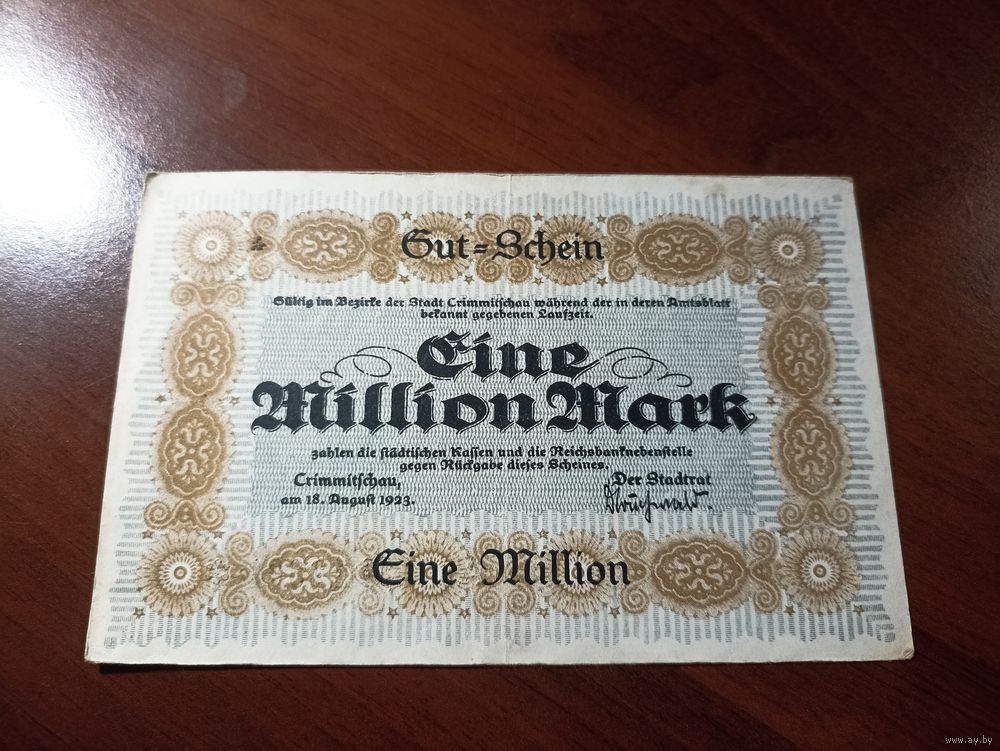 Gut=Schein
Gültig im Bezirke der Stadt Crimmitschau während der in deren Amtsblatt
bekannt gegebenen Laufzeit.
Eine
Million Mark
zahlen die städtischen Kassen und die Reichsbanknebenstelle
gegen Rückgabe dieses Scheines.
Crimmitschau,
am 18. August 1923.
Der Stadtrat
Eine Million
www.ay.by